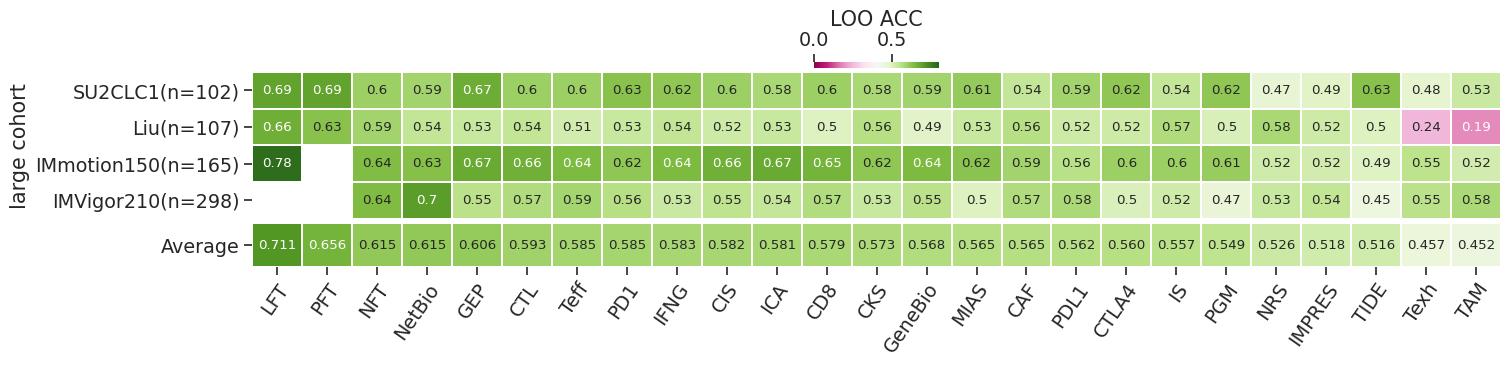 LOO ACC
0.0 0.5
large cohort
SU2CLC1(n=102) 0.69 0.69 0.6 0.59 0.67 0.6 0.6 0.63 0.62 0.6 0.58 0.6 0.58 0.59 0.61 0.54 0.59 0.62 0.54 0.62 0.47 0.49 0.63 0.48 0.53
Liu(n=107) 0.66 0.63 0.59 0.54 0.53 0.54 0.51 0.53 0.54 0.52 0.53 0.5 0.56 0.49 0.53 0.56 0.52 0.52 0.57 0.5 0.58 0.52 0.5 0.24 0.19
IMmotion150(n=165) 0.78 0.64 0.63 0.67 0.66 0.64 0.62 0.64 0.66 0.67 0.65 0.62 0.64 0.62 0.59 0.56 0.6 0.6 0.61 0.52 0.52 0.49 0.55 0.52
IMVigor210(n=298) 0.64 0.7 0.55 0.57 0.59 0.56 0.53 0.55 0.54 0.57 0.53 0.55 0.5 0.57 0.58 0.5 0.52 0.47 0.53 0.54 0.45 0.55 0.58
Average 0.711 0.656 0.615 0.615 0.606 0.593 0.585 0.585 0.583 0.582 0.581 0.579 0.573 0.568 0.565 0.565 0.562 0.560 0.557 0.549 0.526 0.518 0.516 0.457 0.452
LFT PFT NFT NetBio GEP CTL Teff PD1 IFNG CIS ICA CD8 CKS GeneBio MIAS CAF PDL1 CTLA4 IS PGM NRS IMPRES TIDE Texh TAM